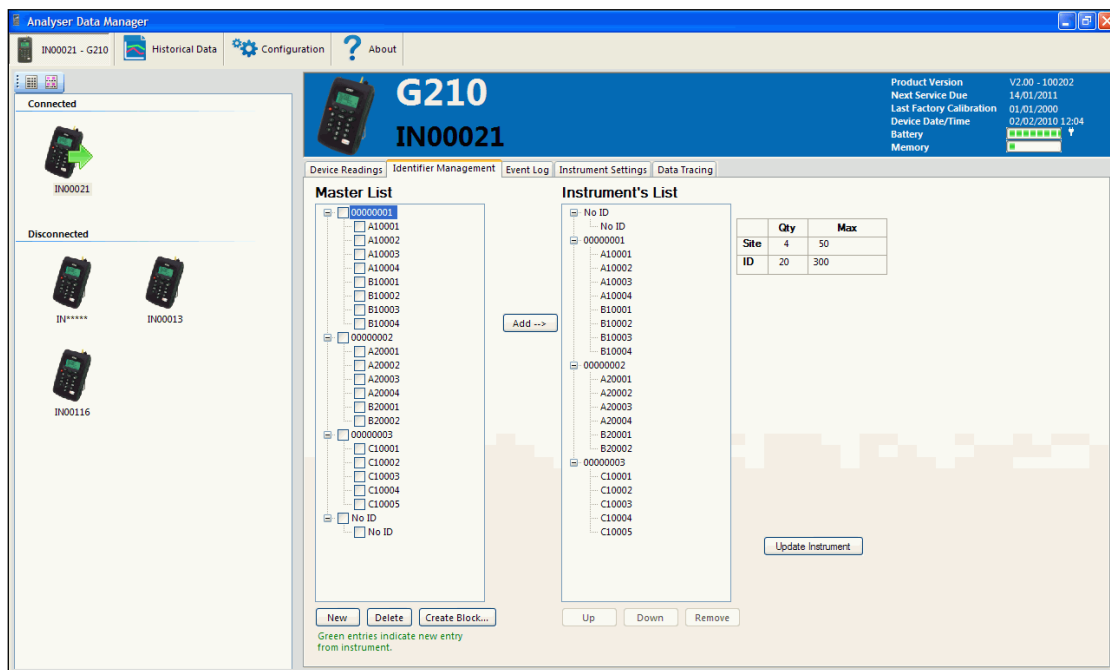 Analyser Data Manager
IN00021 - G210
Historical Data
Configuration
About
Connected
IN00021
Disconnected
IN*****
IN00013
IN00116
G210
IN00021
Product Version V2.00 - 100202
Next Service Due 14/01/2011
Last Factory Calibration 01/01/2000
Device Date/Time 02/02/2010 12:04
Battery
Memory
Device Readings
Identifier Management
Event Log
Instrument Settings
Data Tracing
Master List
00000001
A10001
A10002
A10003
A10004
B10001
B10002
B10003
B10004
00000002
A20001
A20002
A20003
A20004
B20001
B20002
00000003
C10001
C10002
C10003
C10004
C10005
No ID
No ID
New
Delete
Create Block...
Green entries indicate new entry
from instrument.
Add -->
Instrument's List
No ID
No ID
00000001
A10001
A10002
A10003
A10004
B10001
B10002
B10003
B10004
00000002
A20001
A20002
A20003
A20004
B20001
B20002
00000003
C10001
C10002
C10003
C10004
C10005
Up
Down
Remove
Qty Max
Site 4 50
ID 20 300
Update Instrument